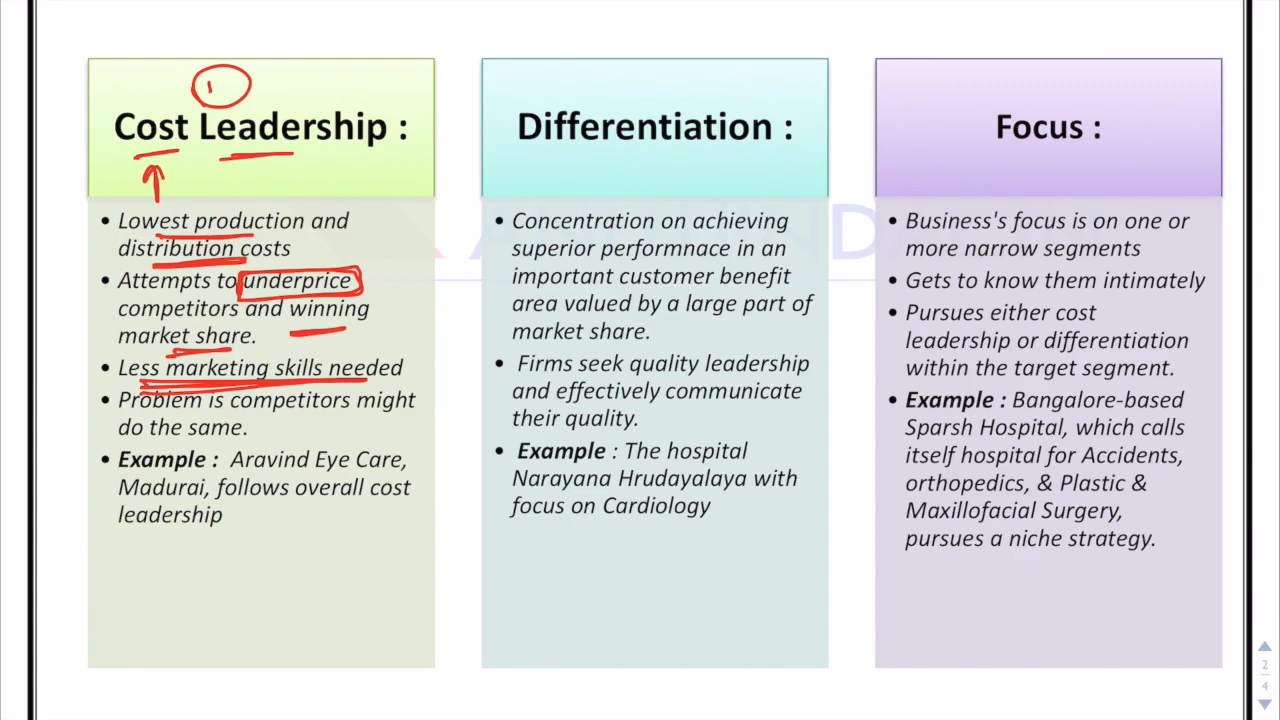 Cost Leadership :
• Lowest production and
distribution costs
• Attempts to underprice
competitors and winning
market share.
• Less marketing skills needed
• Problem is competitors might
do the same.
• Example : Aravind Eye Care,
Madurai, follows overall cost
leadership
Differentiation :
• Concentration on achieving
superior performnace in an
important customer benefit
area valued by a large part of
market share.
• Firms seek quality leadership
and effectively communicate
their quality.
• Example : The hospital
Narayana Hrudayalaya with
focus on Cardiology
Focus :
• Business's focus is on one or
more narrow segments
• Gets to know them intimately
• Pursues either cost
leadership or differentiation
within the target segment.
• Example : Bangalore-based
Sparsh Hospital, which calls
itself hospital for Accidents,
orthopedics, & Plastic &
Maxillofacial Surgery,
pursues a niche strategy.
2
4